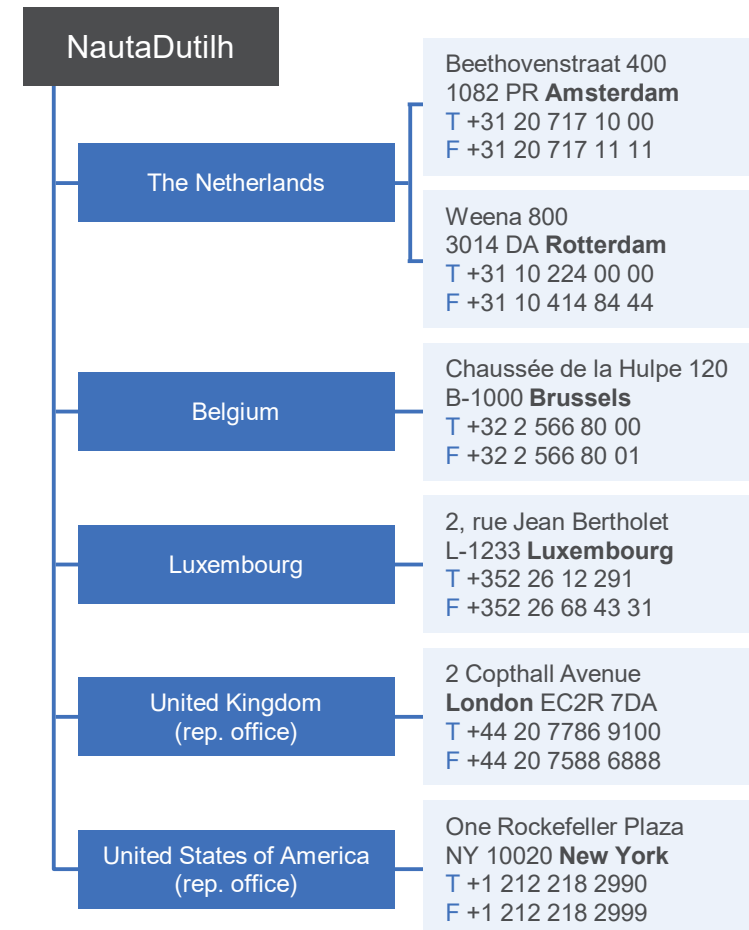 NautaDutilh
The Netherlands
Beethovenstraat 400
1082 PR Amsterdam
T +31 20 717 10 00
F +31 20 717 11 11
Weena 800
3014 DA Rotterdam
T +31 10 224 00 00
F +31 10 414 84 44
Belgium
Chaussée de la Hulpe 120
B-1000 Brussels
T +32 2 566 80 00
F +32 2 566 80 01
Luxembourg
2, rue Jean Bertholet
L-1233 Luxembourg
T +352 26 12 291
F +352 26 68 43 31
United Kingdom
(rep. office)
2 Copthall Avenue
London EC2R 7DA
T +44 20 7786 9100
F +44 20 7588 6888
United States of America
(rep. office)
One Rockefeller Plaza
NY 10020 New York
T +1 212 218 2990
F +1 212 218 2999